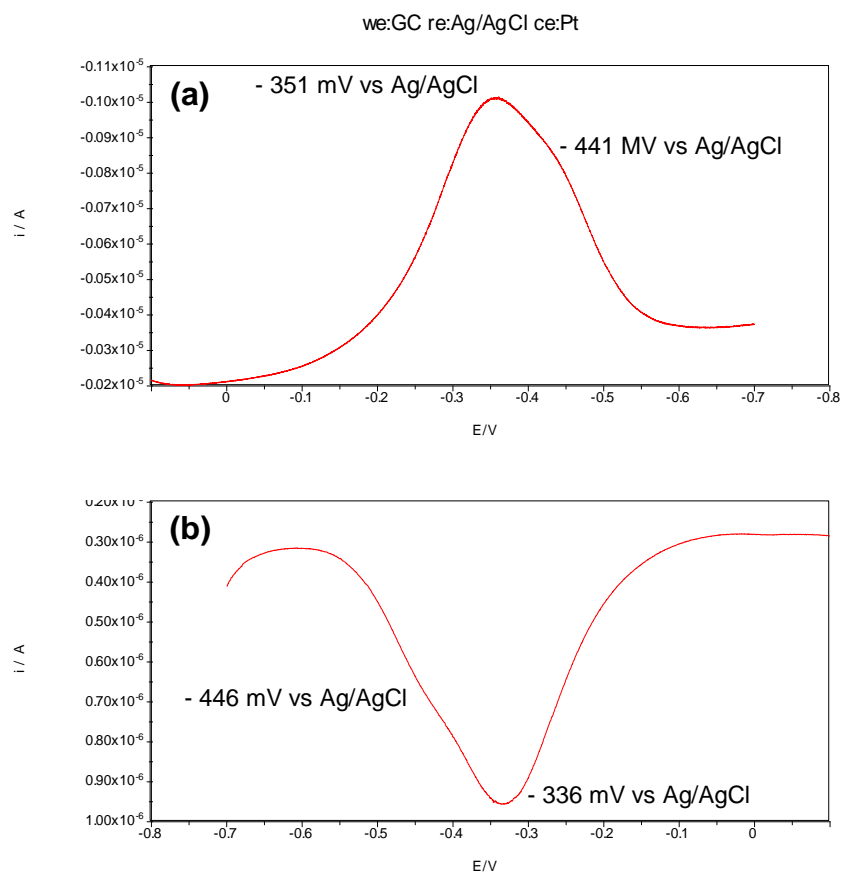 we:GC re:Ag/AgCl ce:Pt
(a)
- 351 mV vs Ag/AgCl
- 441 MV vs Ag/AgCl
-0.11x10⁻⁵
-0.10x10⁻⁵
-0.09x10⁻⁵
-0.08x10⁻⁵
-0.07x10⁻⁵
-0.06x10⁻⁵
-0.05x10⁻⁵
-0.04x10⁻⁵
-0.03x10⁻⁵
-0.02x10⁻⁵
i / A
0 -0.1 -0.2 -0.3 -0.4 -0.5 -0.6 -0.7 -0.8
E/V
(b)
- 446 mV vs Ag/AgCl
- 336 mV vs Ag/AgCl
0.20x10
0.30x10⁻⁶
0.40x10⁻⁶
0.50x10⁻⁶
0.60x10⁻⁶
0.70x10⁻⁶
0.80x10⁻⁶
0.90x10⁻⁶
1.00x10⁻⁶
i / A
-0.8 -0.7 -0.6 -0.5 -0.4 -0.3 -0.2 -0.1 0
E/V